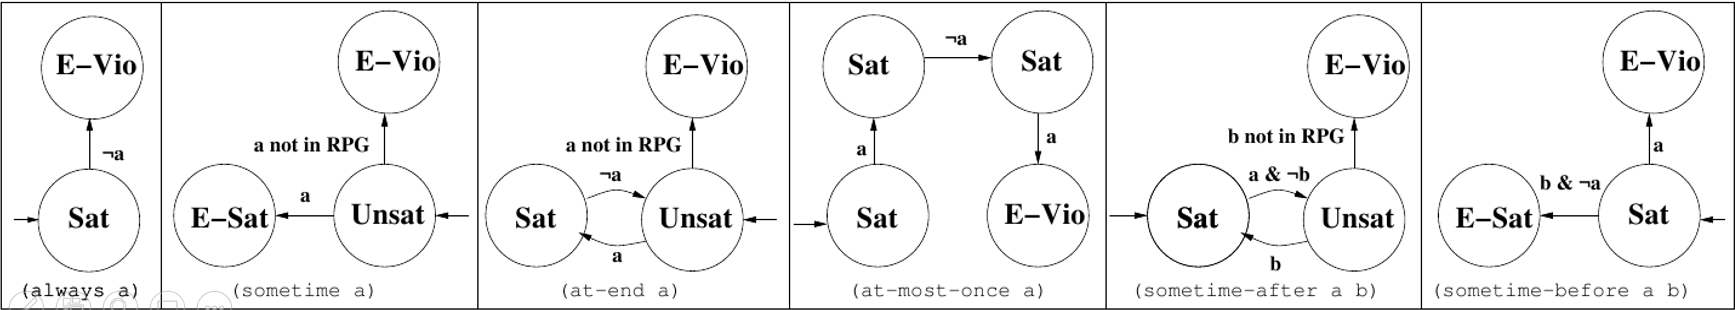 E–Vio
¬a
Sat
(always a)
E–Vio
a not in RPG
a
E–Sat
Unsat
(sometime a)
E–Vio
a not in RPG
¬a
Sat
Unsat
a
(at-end a)
Sat
¬a
Sat
a
a
Sat
E–Vio
(at-most-once a)
E–Vio
b not in RPG
a & ¬b
Sat
Unsat
b
(sometime-after a b)
E–Vio
a
b & ¬a
E–Sat
Sat
(sometime-before a b)